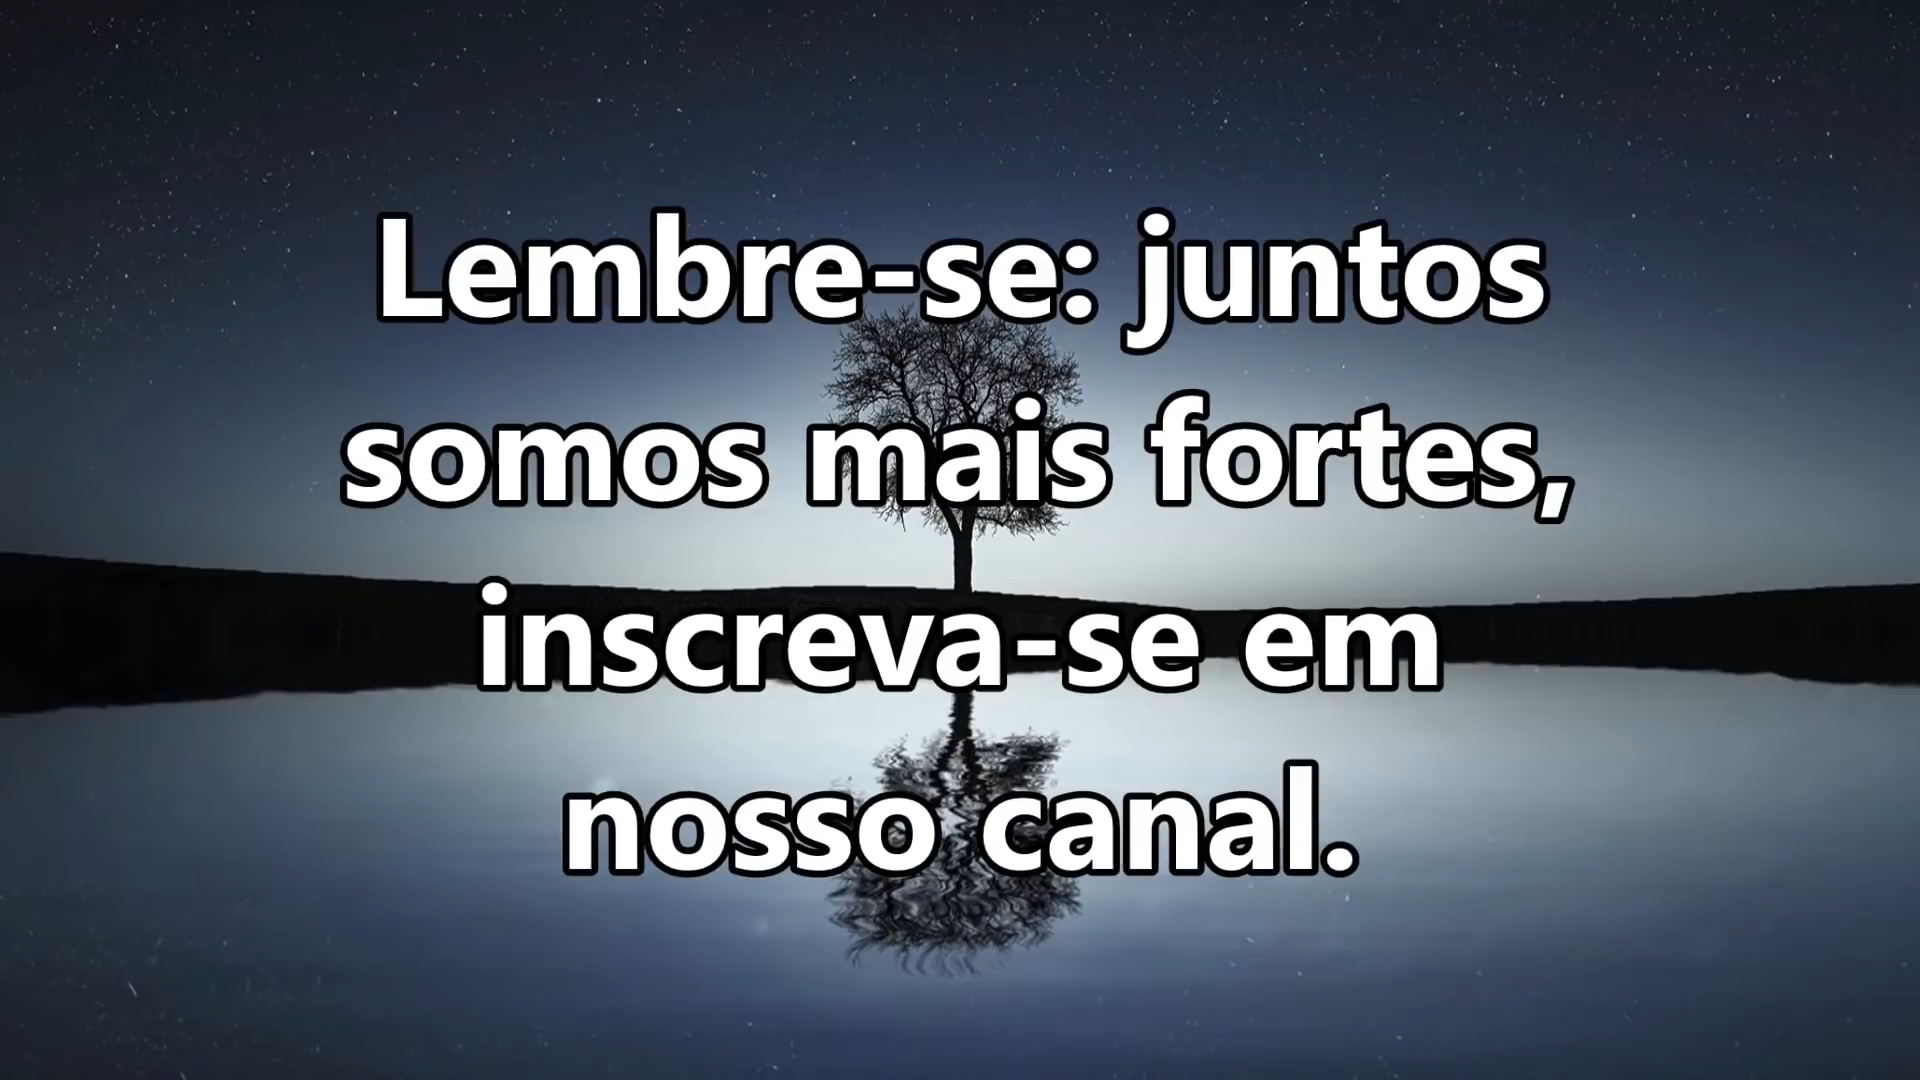 Lembre-se: juntos
somos mais fortes,
inscreva-se em
nosso canal.